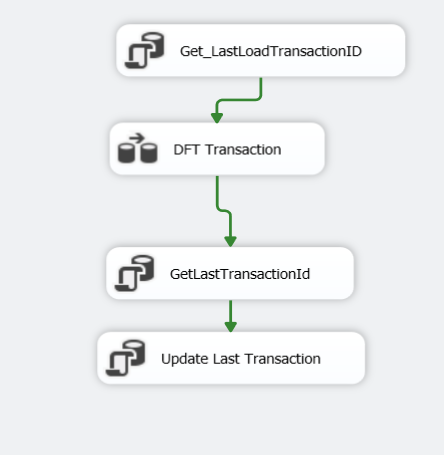 Get_LastLoadTransactionID
DFT Transaction
GetLastTransactionId
Update Last Transaction